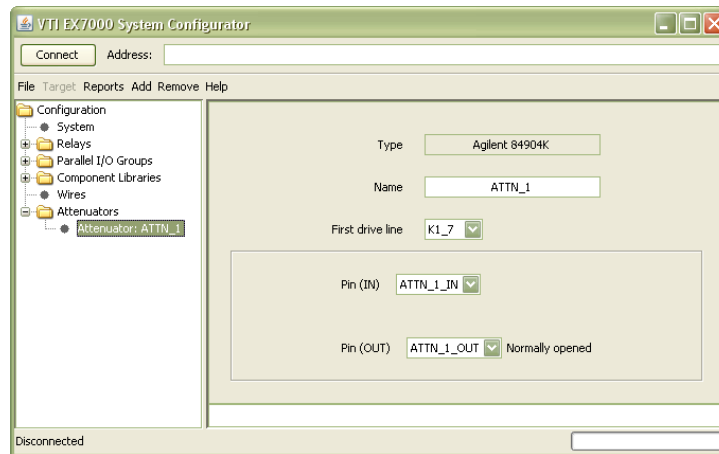 VTI EX7000 System Configurator
Connect Address:
File Target Reports Add Remove Help
Configuration
System
Relays
Parallel I/O Groups
Component Libraries
Wires
Attenuators
Attenuator: ATTN_1
Type Agilent 84904K
Name ATTN_1
First drive line K1_7
Pin (IN) ATTN_1_IN
Pin (OUT) ATTN_1_OUT Normally opened
Disconnected